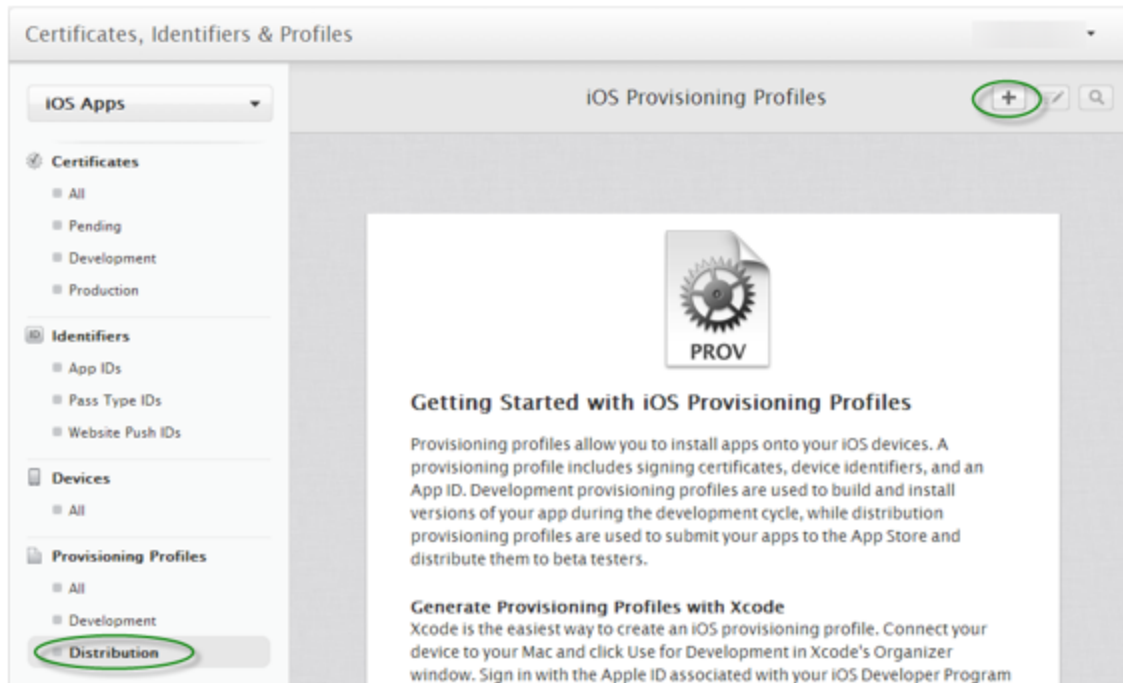 Certificates, Identifiers & Profiles
iOS Apps
iOS Provisioning Profiles
Certificates
All
Pending
Development
Production
ID Identifiers
App IDs
Pass Type IDs
Website Push IDs
Devices
All
Provisioning Profiles
All
Development
Distribution
PROV
Getting Started with iOS Provisioning Profiles
Provisioning profiles allow you to install apps onto your iOS devices. A
provisioning profile includes signing certificates, device identifiers, and an
App ID. Development provisioning profiles are used to build and install
versions of your app during the development cycle, while distribution
provisioning profiles are used to submit your apps to the App Store and
distribute them to beta testers.
Generate Provisioning Profiles with Xcode
Xcode is the easiest way to create an iOS provisioning profile. Connect your
device to your Mac and click Use for Development in Xcode's Organizer
window. Sign in with the Apple ID associated with your iOS Developer Program